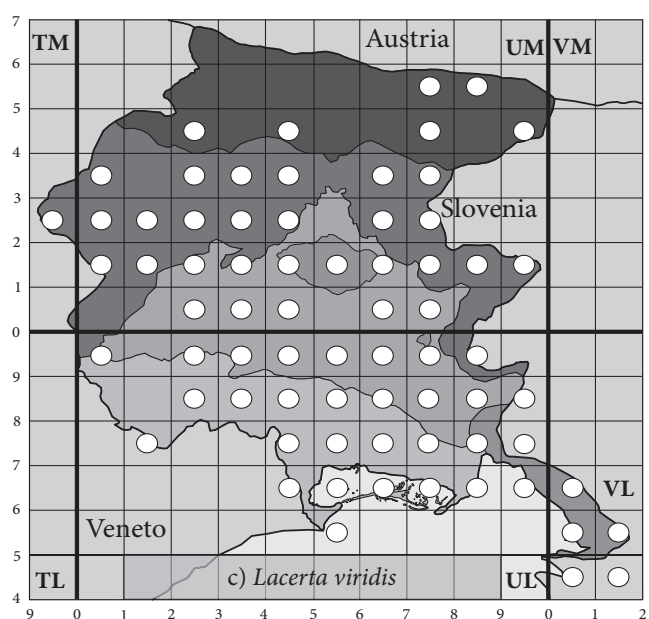 7
TM
Austria
UM
VM
6
5
4
3
Slovenia
2
1
0
9
8
7
VL
6
Veneto
5
TL
c) Lacerta viridis
UL
4
9 0 1 2 3 4 5 6 7 8 9 0 1 2